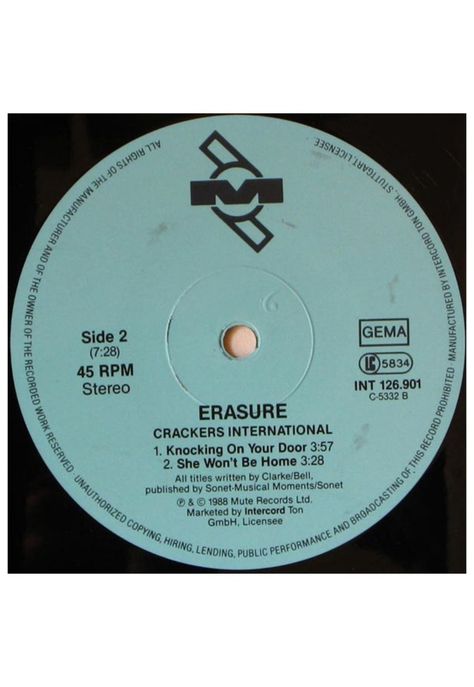 ALL RIGHTS OF THE MANUFACTURER AND OF THE OWNER OF THE RECORDED WORK RESERVED · UNAUTHORIZED COPYING, HIRING, LENDING, PUBLIC PERFORMANCE AND BROADCASTING OF THIS RECORD PROHIBITED · MANUFACTURED BY INTERCORD TON GMBH, STUTTGART, LICENSEE
M
Side 2
(7:28)
45 RPM
Stereo
GEMA
LC 5834
INT 126.901
C-5332 B
ERASURE
CRACKERS INTERNATIONAL
1. Knocking On Your Door 3:57
2. She Won't Be Home 3:28
All titles written by Clarke/Bell,
published by Sonet-Musical Moments/Sonet
℗ & © 1988 Mute Records Ltd.
Marketed by Intercord Ton
GmbH, Licensee